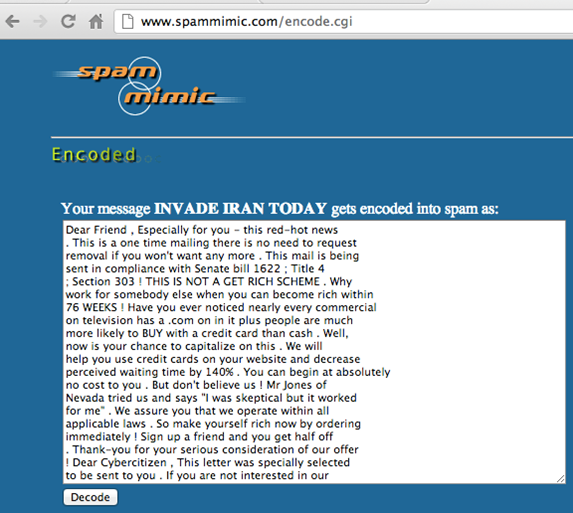 www.spammimic.com/encode.cgi
spam
mimic
Encoded
Your message INVADE IRAN TODAY gets encoded into spam as:
Dear Friend , Especially for you - this red-hot news
. This is a one time mailing there is no need to request
removal if you won't want any more . This mail is being
sent in compliance with Senate bill 1622 ; Title 4
; Section 303 ! THIS IS NOT A GET RICH SCHEME . Why
work for somebody else when you can become rich within
76 WEEKS ! Have you ever noticed nearly every commercial
on television has a .com on in it plus people are much
more likely to BUY with a credit card than cash . Well,
now is your chance to capitalize on this . We will
help you use credit cards on your website and decrease
perceived waiting time by 140% . You can begin at absolutely
no cost to you . But don't believe us ! Mr Jones of
Nevada tried us and says "I was skeptical but it worked
for me" . We assure you that we operate within all
applicable laws . So make yourself rich now by ordering
immediately ! Sign up a friend and you get half off
. Thank-you for your serious consideration of our offer
! Dear Cybercitizen , This letter was specially selected
to be sent to you . If you are not interested in our
Decode